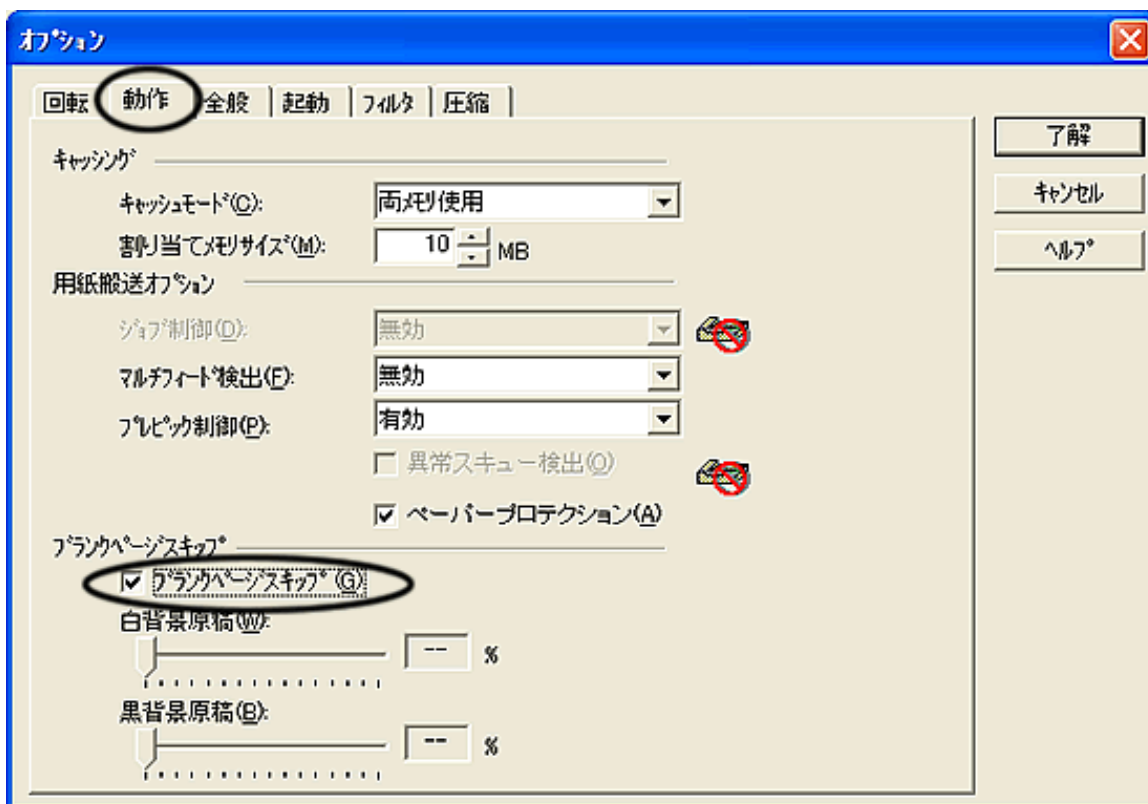 オプション
回転 動作 全般 起動 フィルタ 圧縮
了解
キャンセル
ヘルプ
キャッシング
キャッシュモード(C): 両メモリ使用
割り当てメモリサイズ(M): 10 MB
用紙搬送オプション
ジョブ制御(D): 無効
マルチフィード検出(F): 無効
プレピック制御(P): 有効
異常スキュー検出(O)
ペーパープロテクション(A)
ブランクページスキップ
ブランクページスキップ(G)
白背景原稿(W):
-- %
黒背景原稿(B):
-- %